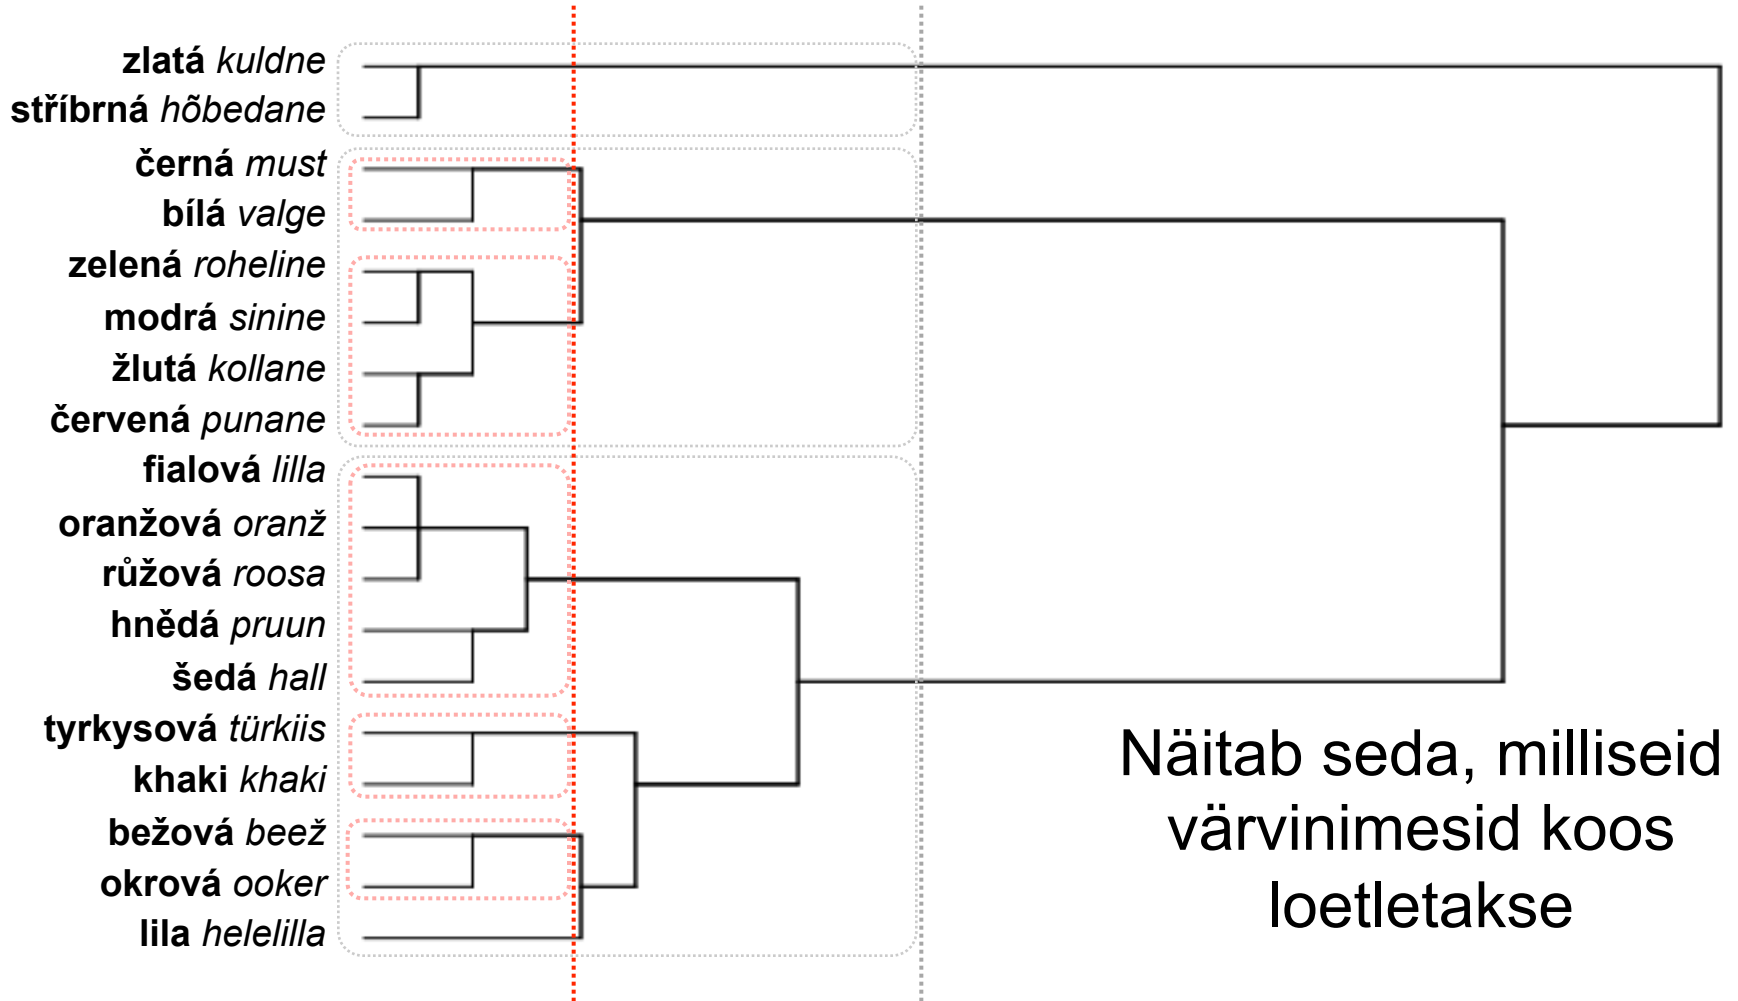 zlatá kuldne
stříbrná hõbedane
černá must
bílá valge
zelená roheline
modrá sinine
žlutá kollane
červená punane
fialová lilla
oranžová oranž
růžová roosa
hnědá pruun
šedá hall
tyrkysová türkiis
khaki khaki
bežová beež
okrová ooker
lila helelilla
Näitab seda, milliseid
värvinimesid koos
loetletakse